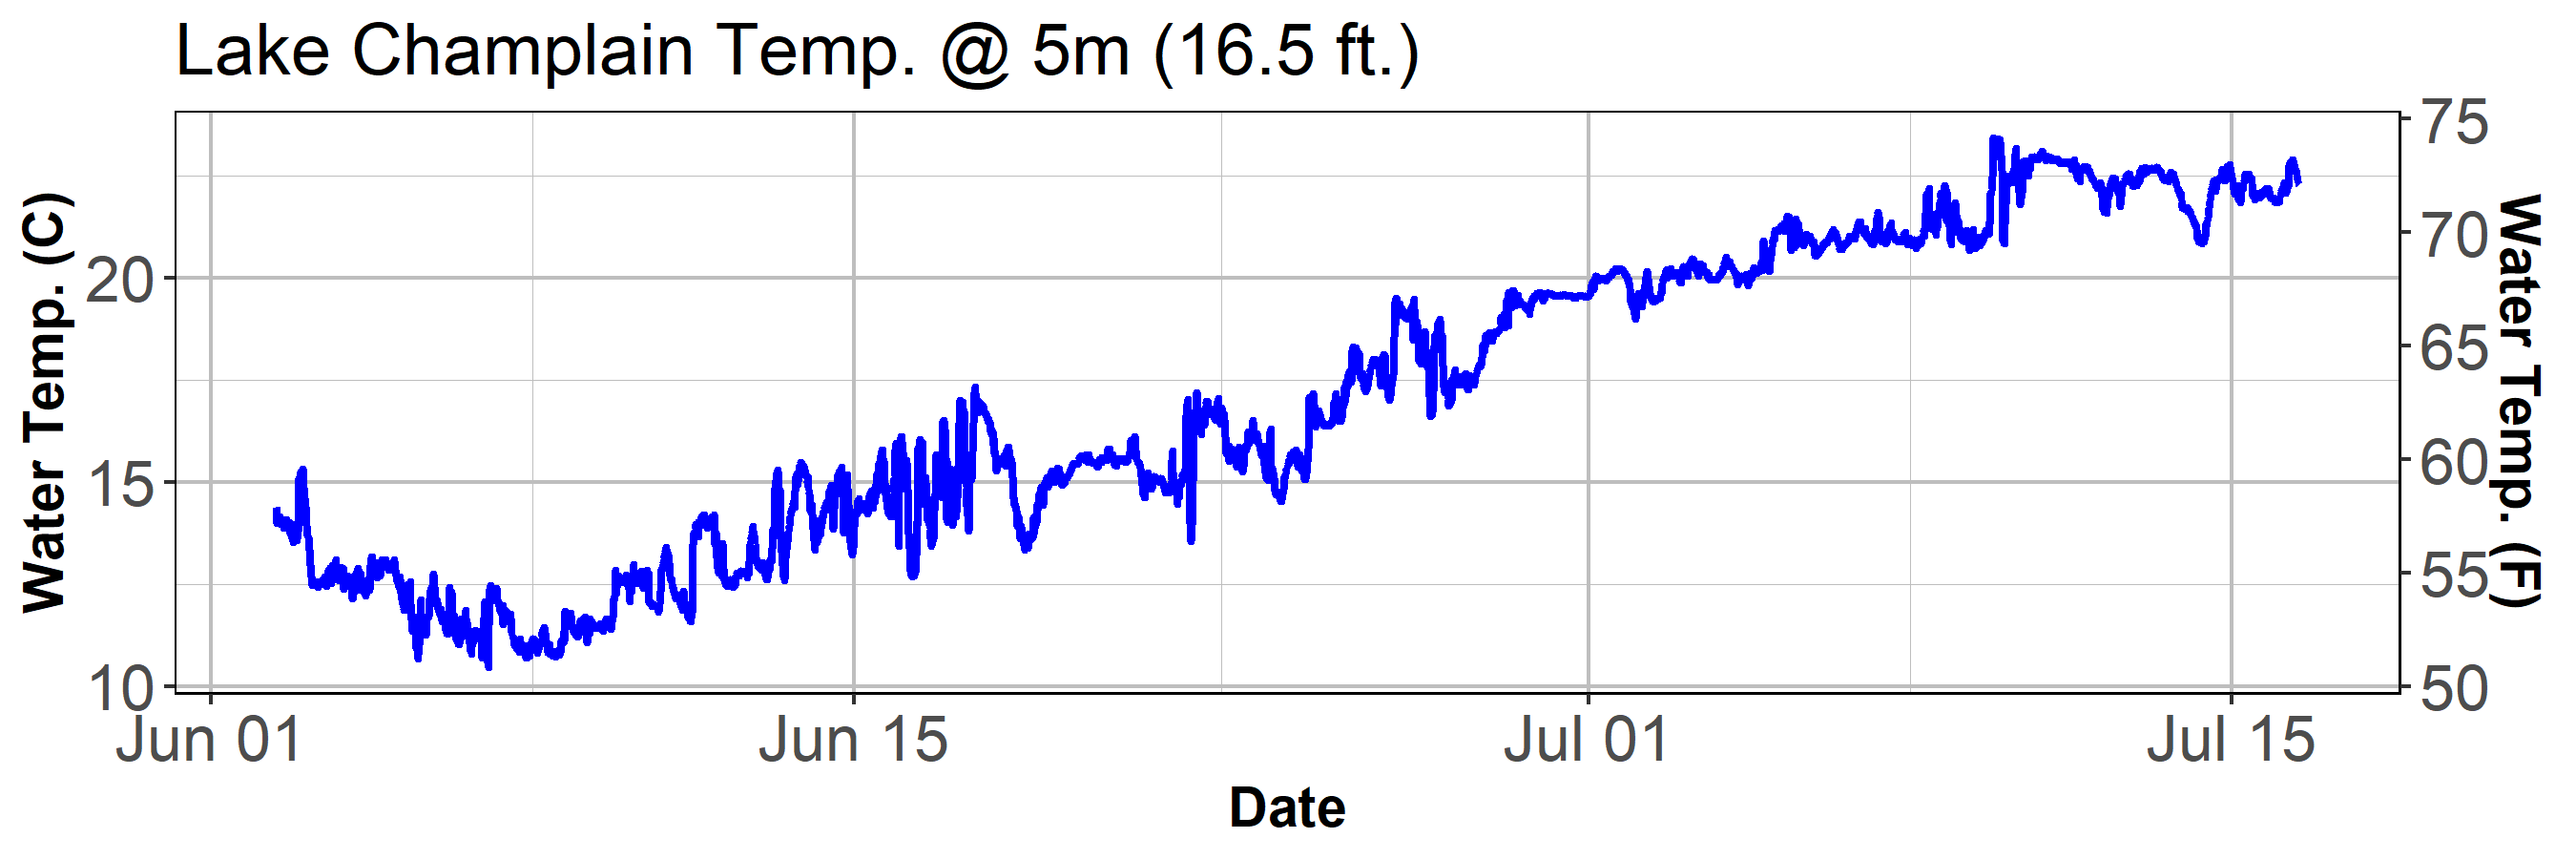 Lake Champlain Temp. @ 5m (16.5 ft.)
Water Temp. (C)
20
15
10
75
70
65
60
55
50
Water Temp. (F)
Jun 01 Jun 15 Jul 01 Jul 15
Date